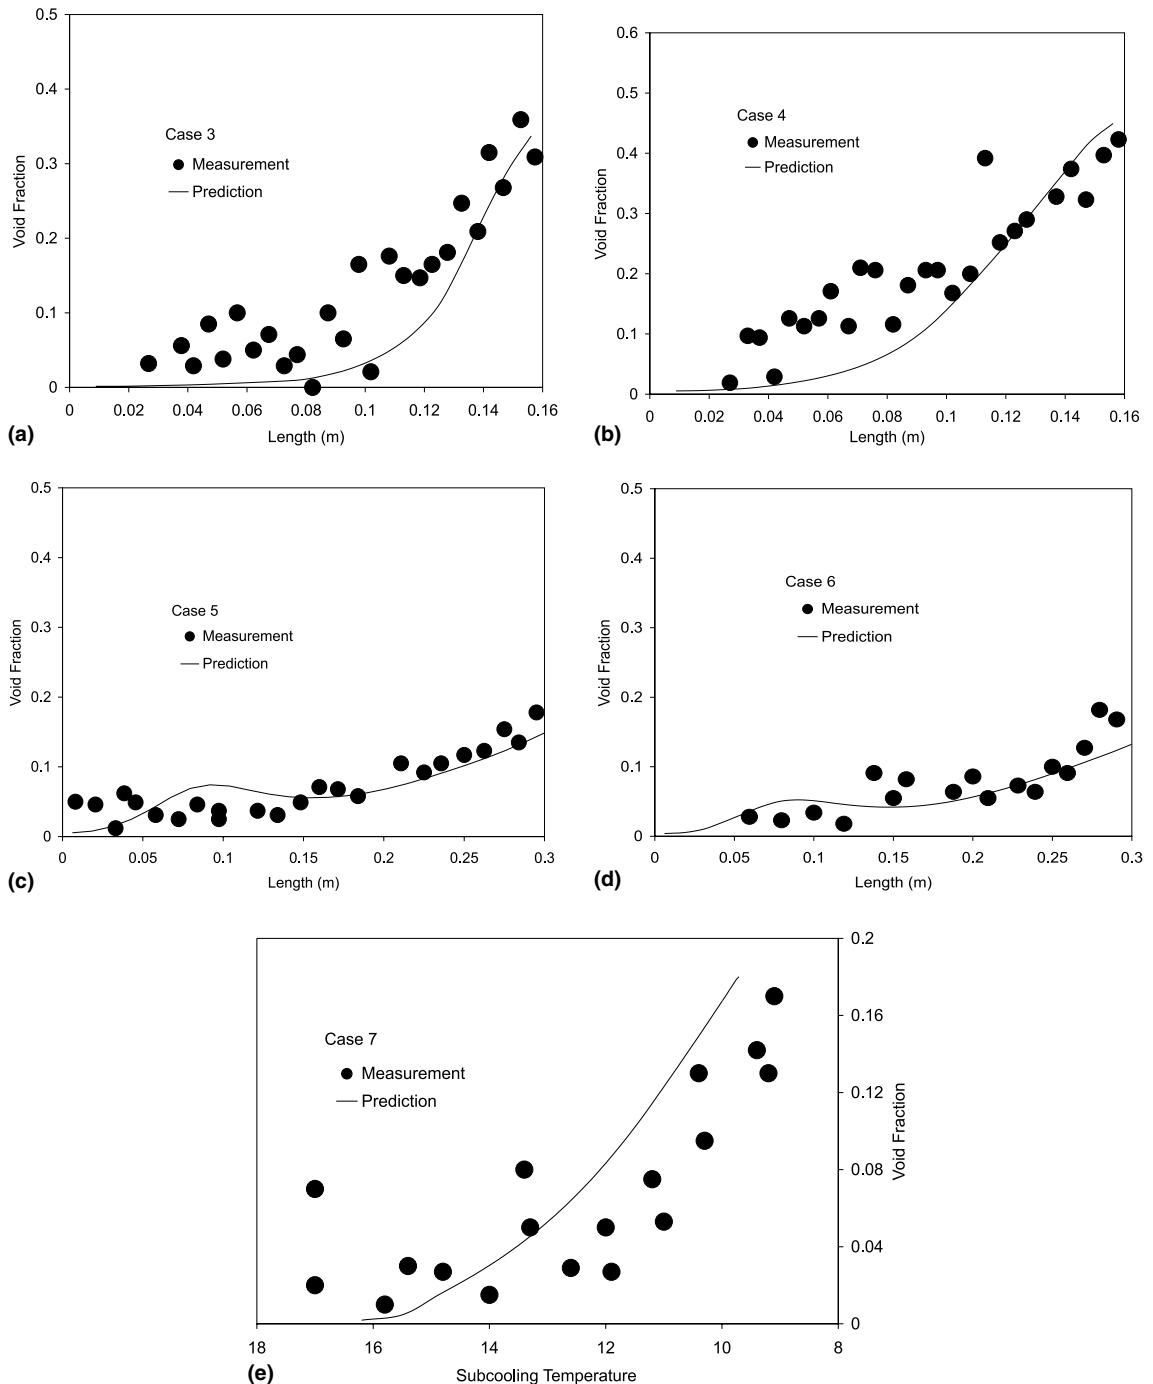 0.5
0.4
0.3
0.2
0.1
0
Void Fraction
Case 3
Measurement
Prediction
0 0.02 0.04 0.06 0.08 0.1 0.12 0.14 0.16
Length (m)
(a)
0.6
0.5
0.4
0.3
0.2
0.1
0
Void Fraction
Case 4
Measurement
Prediction
0 0.02 0.04 0.06 0.08 0.1 0.12 0.14 0.16
Length (m)
(b)
0.5
0.4
0.3
0.2
0.1
0
Void Fraction
Case 5
Measurement
Prediction
0 0.05 0.1 0.15 0.2 0.25 0.3
Length (m)
(c)
0.5
0.4
0.3
0.2
0.1
0
Void Fraction
Case 6
Measurement
Prediction
0 0.05 0.1 0.15 0.2 0.25 0.3
Length (m)
(d)
0.2
0.16
0.12
0.08
0.04
0
Void Fraction
Case 7
Measurement
Prediction
18 16 14 12 10 8
Subcooling Temperature
(e)